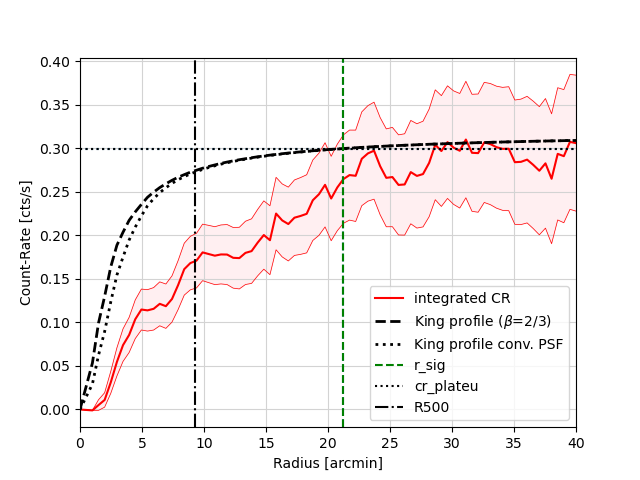 0.40
0.35
0.30
0.25
0.20
0.15
0.10
0.05
0.00
Count-Rate [cts/s]
integrated CR
King profile (β=2/3)
King profile conv. PSF
r_sig
cr_plateu
R500
0 5 10 15 20 25 30 35 40
Radius [arcmin]